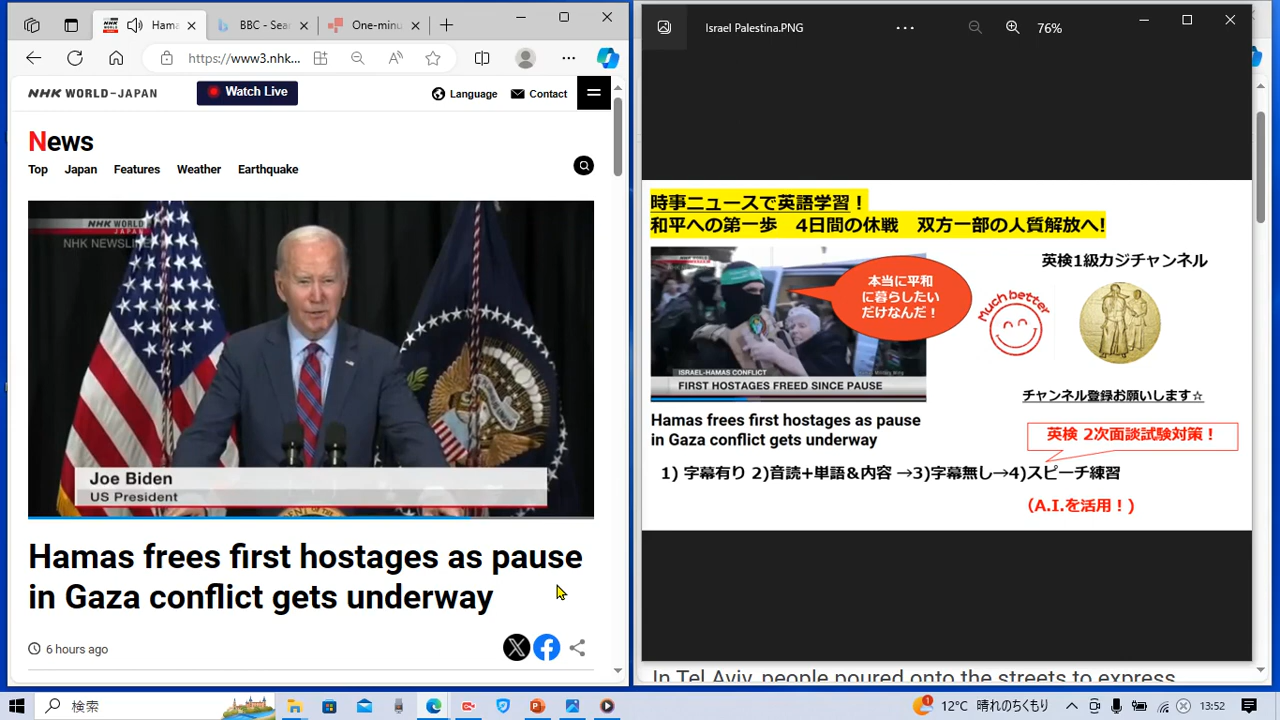 Hama
BBC - Sear
One-minu
https://www3.nhk...
NHK WORLD-JAPAN
Watch Live
Language
Contact
News
Top
Japan
Features
Weather
Earthquake
NHK WORLD
NHK NEWSLINE
Joe Biden
US President
Hamas frees first hostages as pause
in Gaza conflict gets underway
6 hours ago
Israel Palestina.PNG
76%
時事ニュースで英語学習！
和平への第一歩　4日間の休戦　双方一部の人質解放へ!
英検1級カジチャンネル
本当に平和
に暮らしたい
だけなんだ！
Much better
ISRAEL-HAMAS CONFLICT
FIRST HOSTAGES FREED SINCE PAUSE
チャンネル登録お願いします☆
Hamas frees first hostages as pause
in Gaza conflict gets underway
英検 2次面談試験対策！
1) 字幕有り 2)音読+単語＆内容 →3)字幕無し→4)スピーチ練習
（A.I.を活用！）
In Tel Aviv, people poured onto the streets to express
検索
12°C 晴れのちくもり
13:52